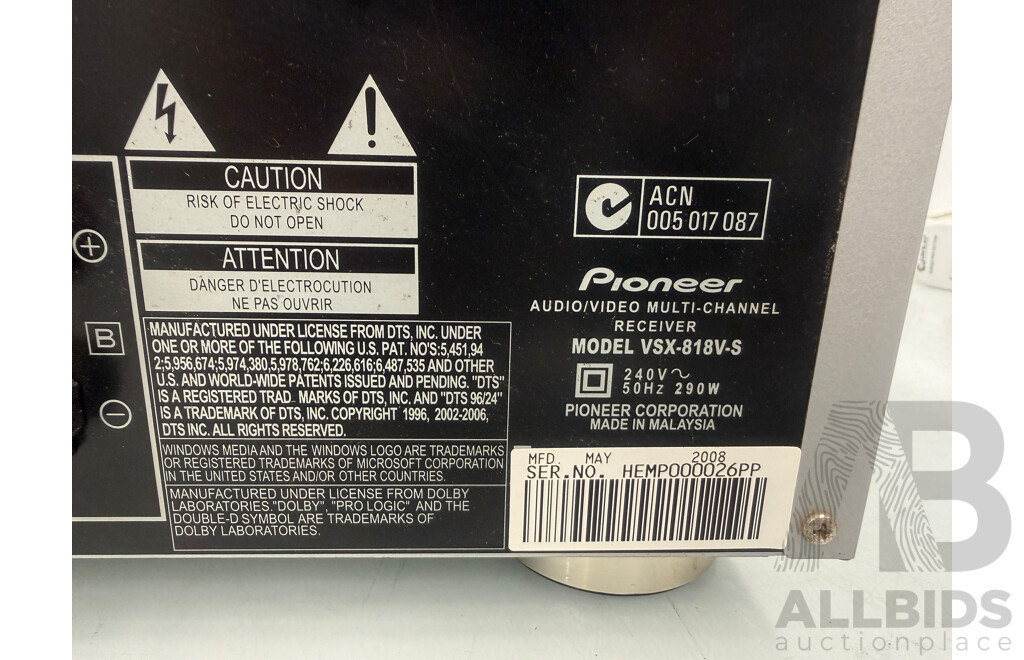 CAUTION
RISK OF ELECTRIC SHOCK
DO NOT OPEN
ATTENTION
DANGER D'ELECTROCUTION
NE PAS OUVRIR
B
MANUFACTURED UNDER LICENSE FROM DTS, INC. UNDER
ONE OR MORE OF THE FOLLOWING U.S. PAT. NO'S:5,451,94
2;5,956,674;5,974,380,5,978,762;6,226,616;6,487,535 AND OTHER
U.S. AND WORLD-WIDE PATENTS ISSUED AND PENDING. "DTS"
IS A REGISTERED TRAD. MARKS OF DTS, INC. AND "DTS 96/24"
IS A TRADEMARK OF DTS, INC. COPYRIGHT 1996, 2002-2006,
DTS INC. ALL RIGHTS RESERVED.
WINDOWS MEDIA AND THE WINDOWS LOGO ARE TRADEMARKS
OR REGISTERED TRADEMARKS OF MICROSOFT CORPORATION
IN THE UNITED STATES AND/OR OTHER COUNTRIES.
MANUFACTURED UNDER LICENSE FROM DOLBY
LABORATORIES."DOLBY", "PRO LOGIC" AND THE
DOUBLE-D SYMBOL ARE TRADEMARKS OF
DOLBY LABORATORIES.
ACN
005 017 087
Pioneer
AUDIO/VIDEO MULTI-CHANNEL
RECEIVER
MODEL VSX-818V-S
240V~
50Hz 290W
PIONEER CORPORATION
MADE IN MALAYSIA
MFD. MAY 2008
SER.NO. HEMP000026PP
AB
ALLBIDS
auctionplace